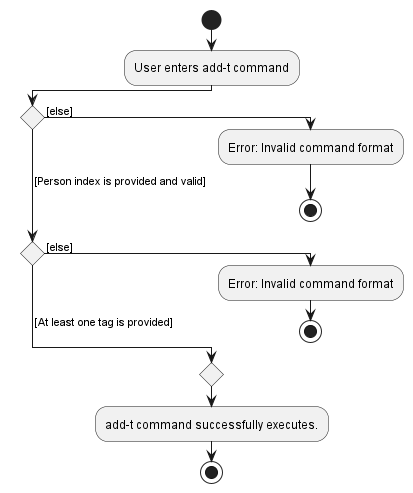 User enters add-t command
[else]
Error: Invalid command format
[Person index is provided and valid]
[else]
Error: Invalid command format
[At least one tag is provided]
add-t command successfully executes.